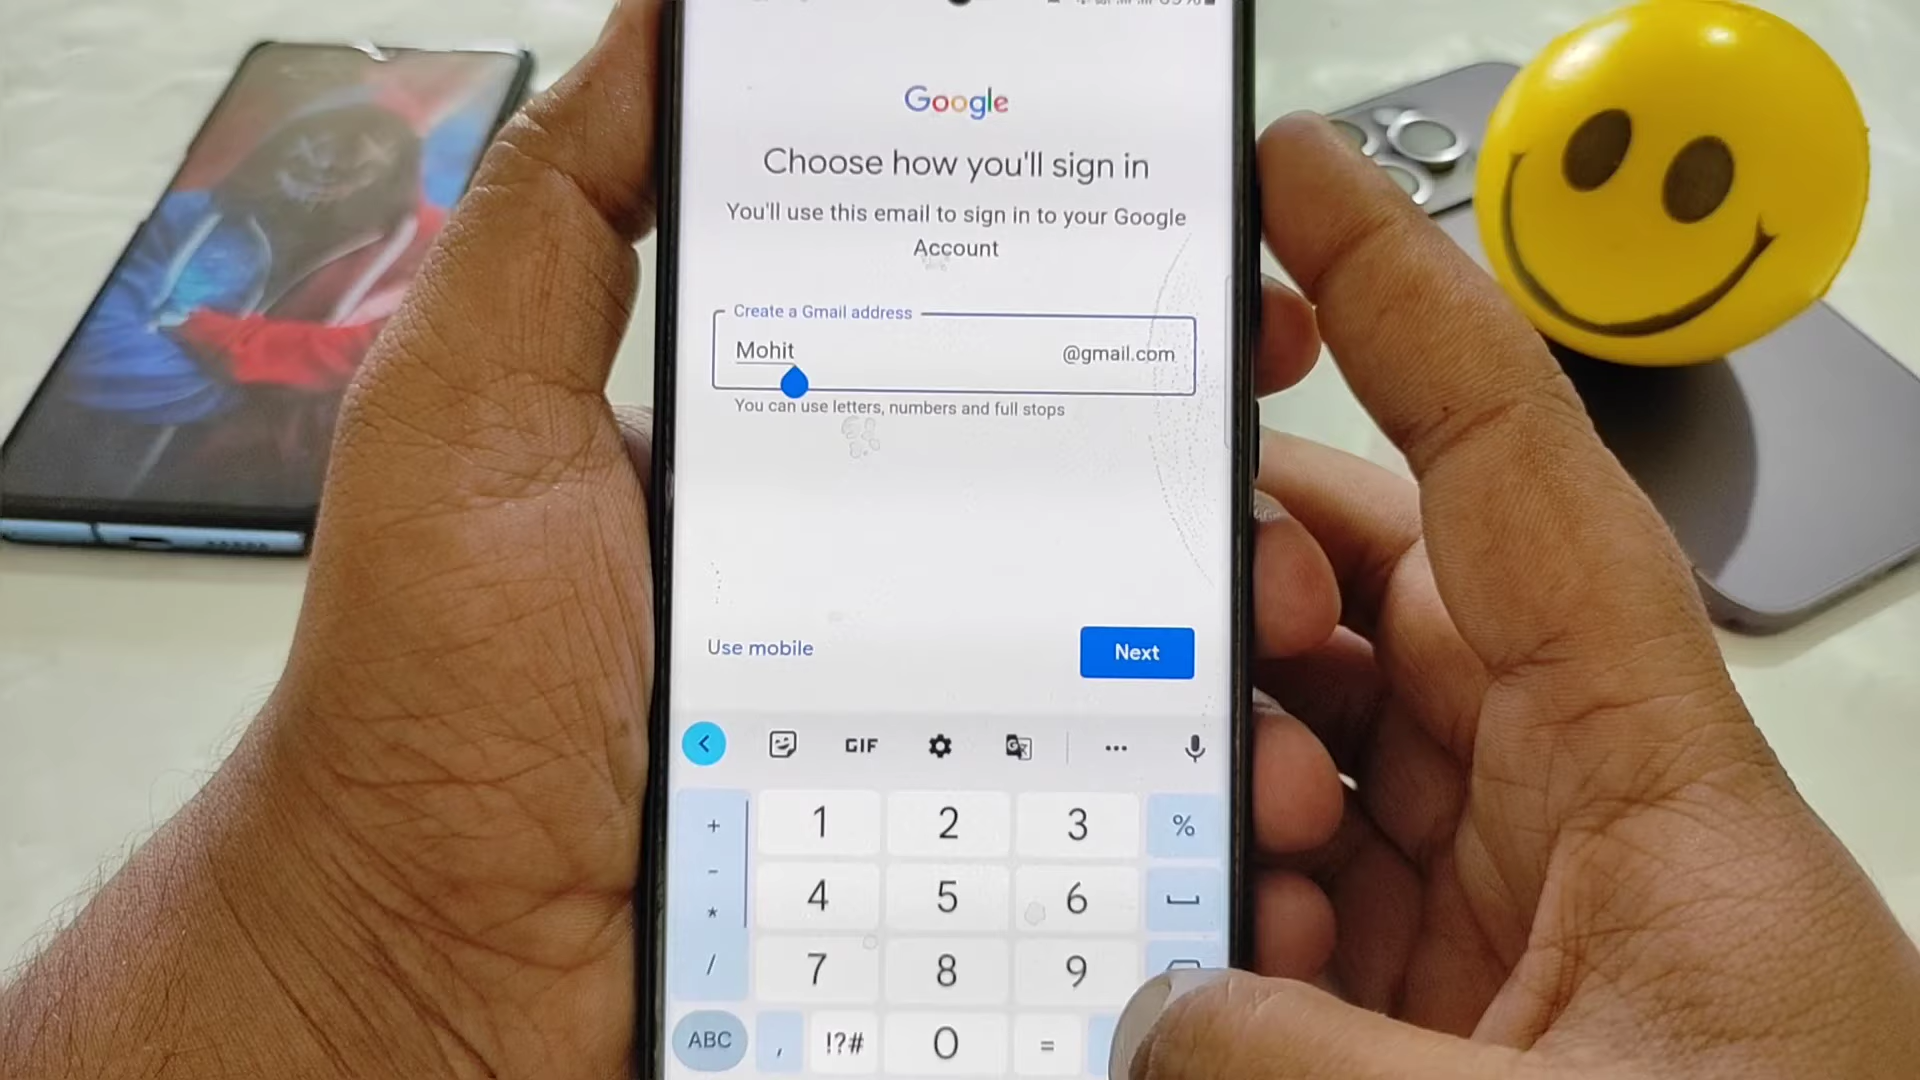 Google
Choose how you'll sign in
You'll use this email to sign in to your Google
Account
Create a Gmail address
Mohit @gmail.com
You can use letters, numbers and full stops
Use mobile Next
GIF
+ 1 2 3 %
-
4 5 6
*
/ 7 8 9
ABC , !?# 0 =